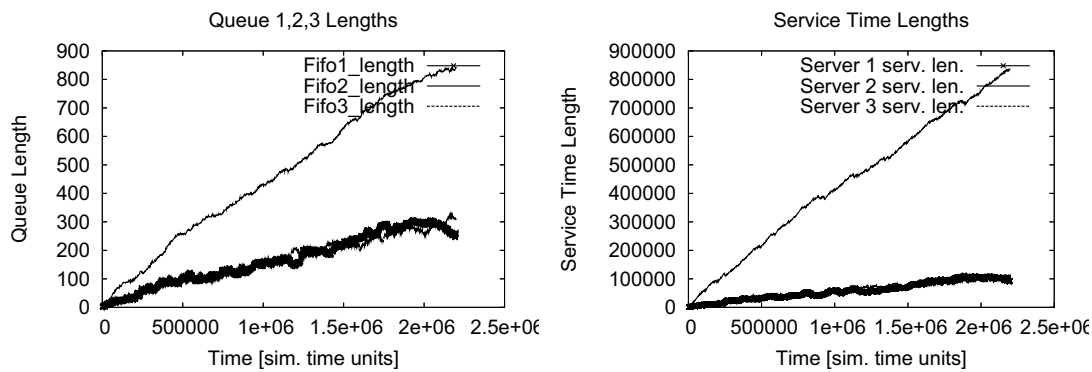 Queue 1,2,3 Lengths
900
800
700
600
500
400
300
200
100
0
Queue Length
Fifo1_length
Fifo2_length
Fifo3_length
0 500000 1e+06 1.5e+06 2e+06 2.5e+06
Time [sim. time units]
Service Time Lengths
900000
800000
700000
600000
500000
400000
300000
200000
100000
0
Service Time Length
Server 1 serv. len.
Server 2 serv. len.
Server 3 serv. len.
0 500000 1e+06 1.5e+06 2e+06 2.5e+06
Time [sim. time units]